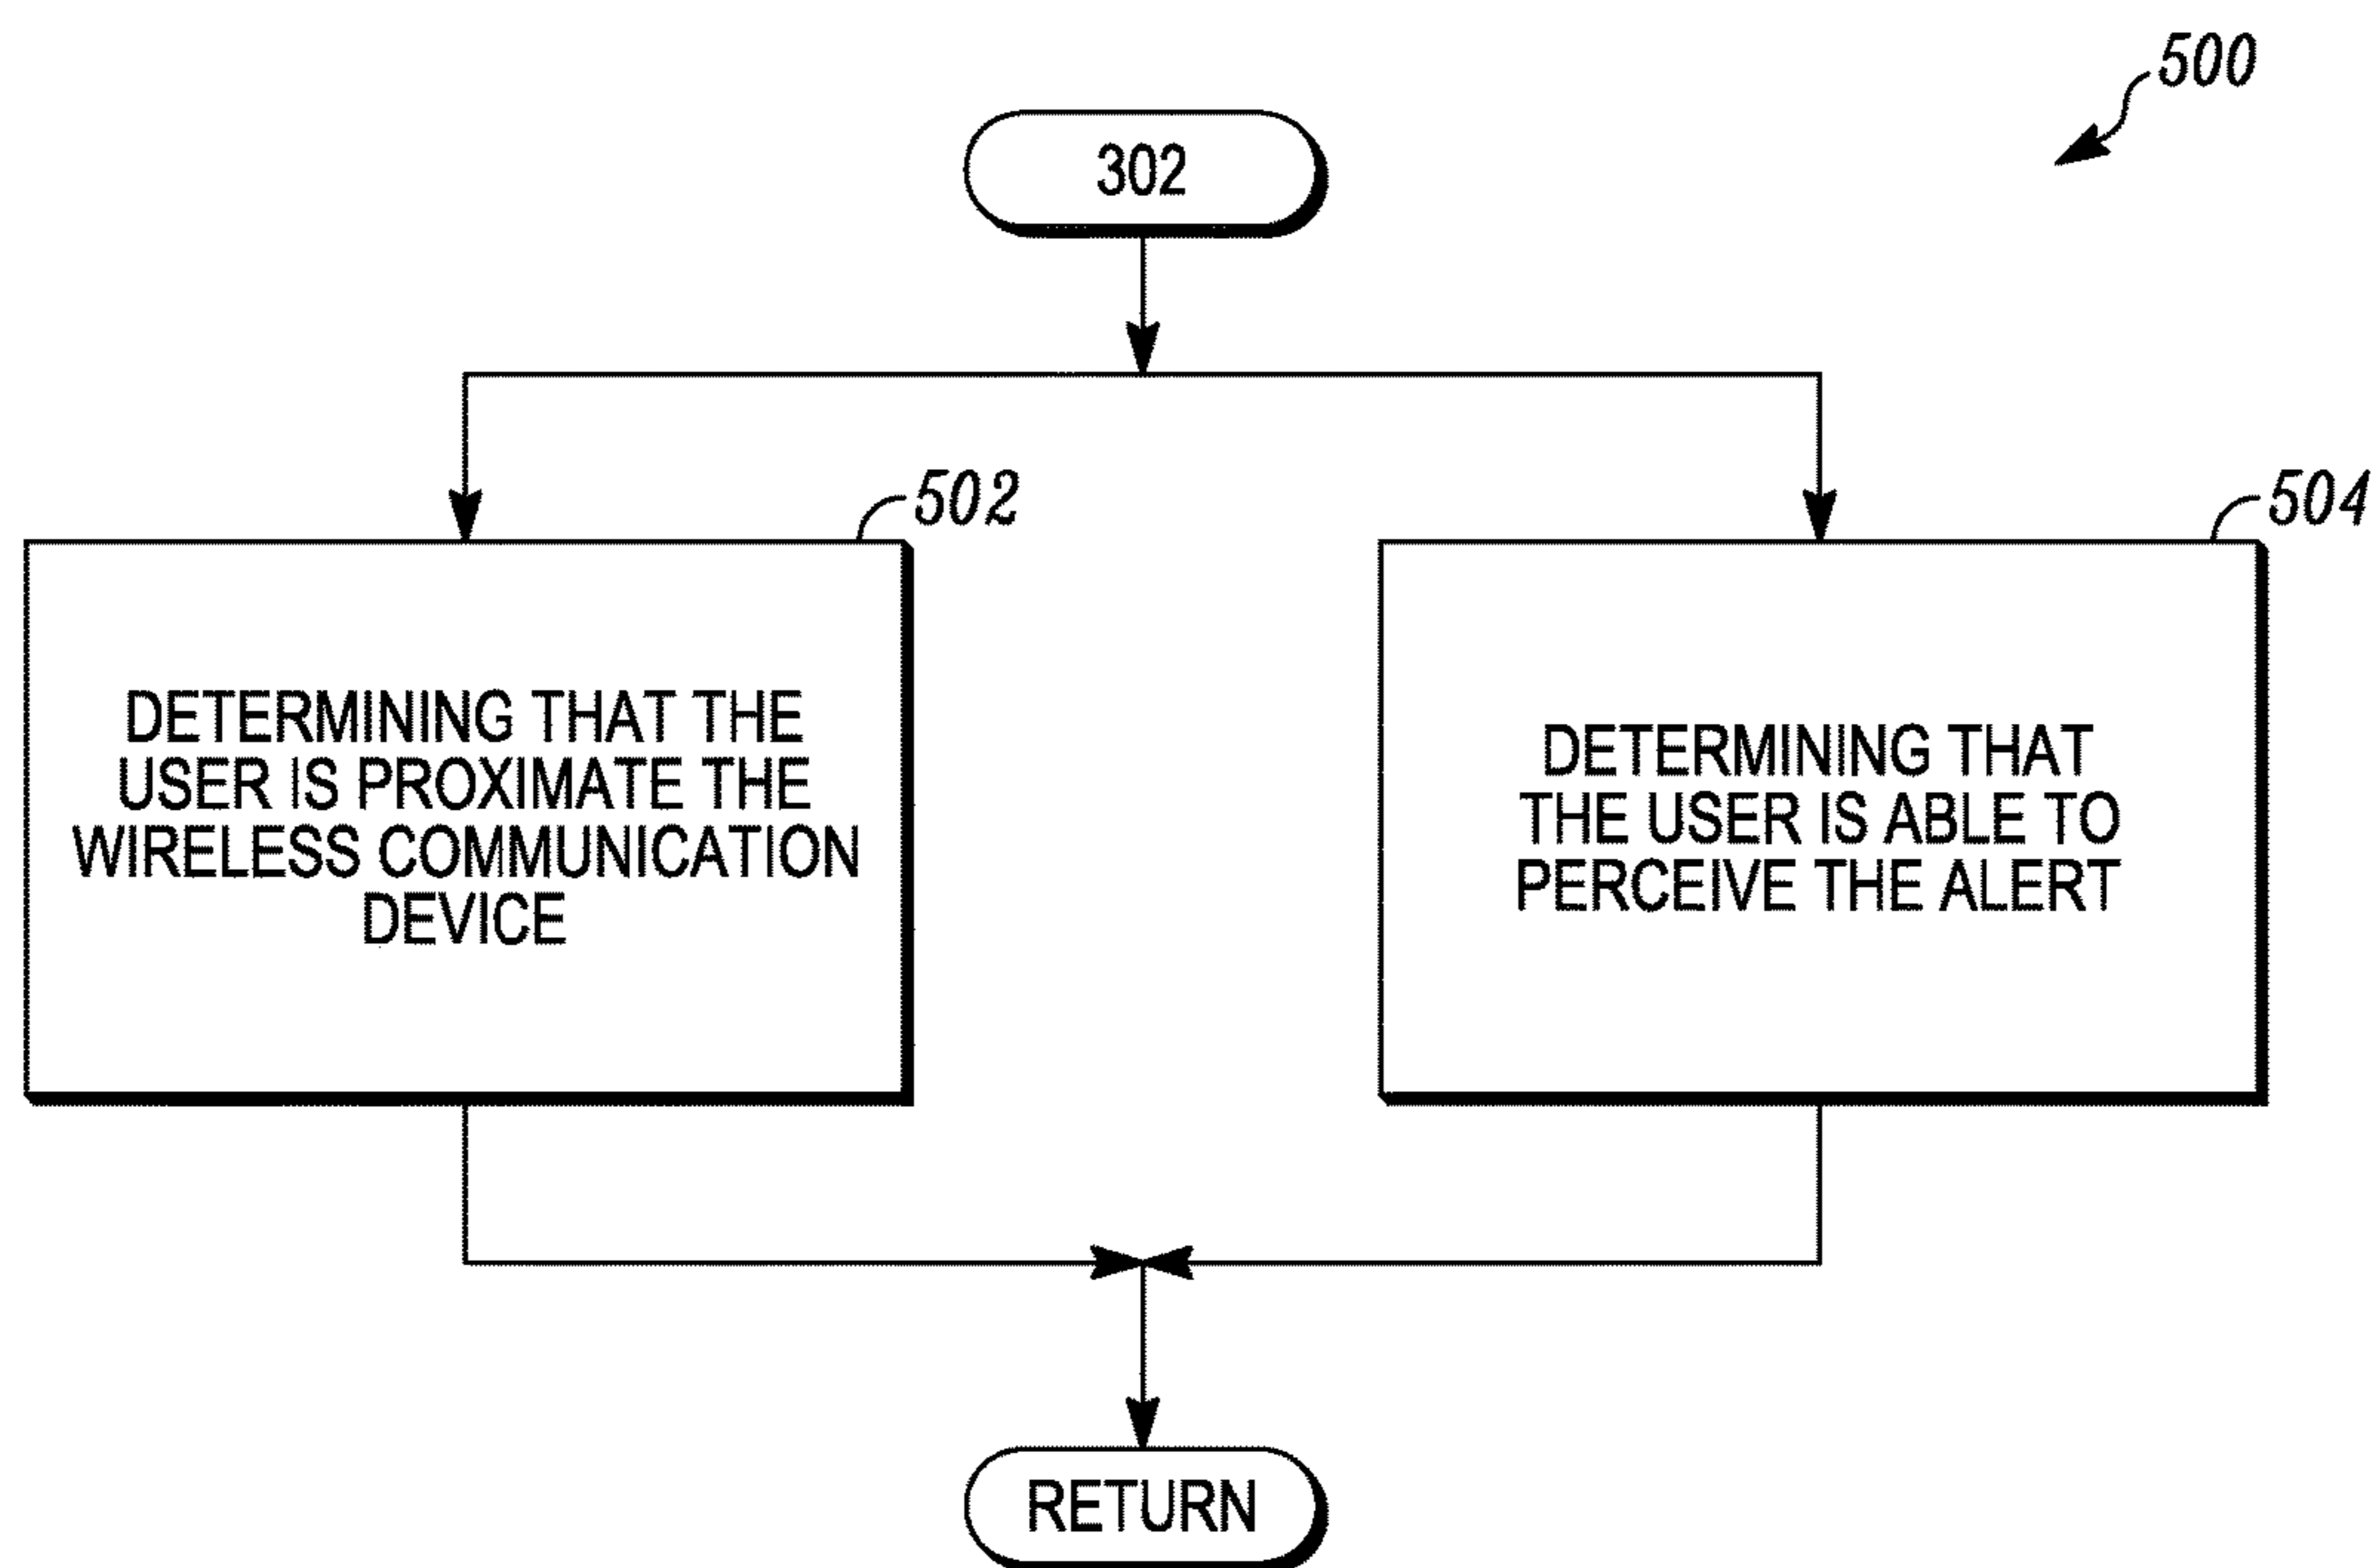 500
302
502
504
DETERMINING THAT THE
USER IS PROXIMATE THE
WIRELESS COMMUNICATION
DEVICE
DETERMINING THAT
THE USER IS ABLE TO
PERCEIVE THE ALERT
RETURN